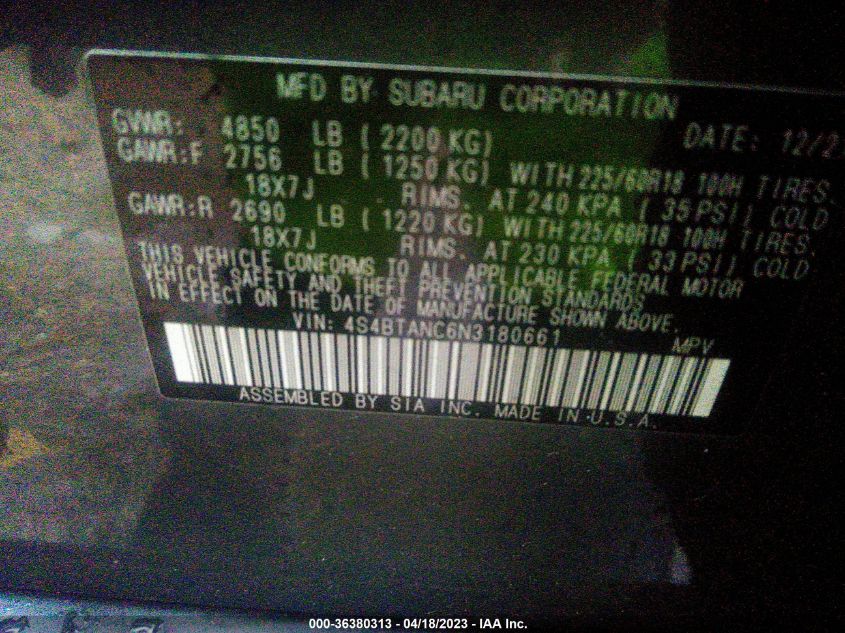 MFD BY SUBARU CORPORATION
GVWR: 4850 LB ( 2200 KG) DATE: 12/2
GAWR:F 2756 LB ( 1250 KG) WITH 225/60R18 100H TIRES.
18X7J RIMS. AT 240 KPA ( 35 PSI) COLD
GAWR:R 2690 LB ( 1220 KG) WITH 225/60R18 100H TIRES.
18X7J RIMS. AT 230 KPA ( 33 PSI) COLD
THIS VEHICLE CONFORMS TO ALL APPLICABLE FEDERAL MOTOR
VEHICLE SAFETY AND THEFT PREVENTION STANDARDS
IN EFFECT ON THE DATE OF MANUFACTURE SHOWN ABOVE.
VIN: 4S4BTANC6N3180661 MPV
ASSEMBLED BY SIA INC. MADE IN U.S.A.
000-36380313 - 04/18/2023 - IAA Inc.